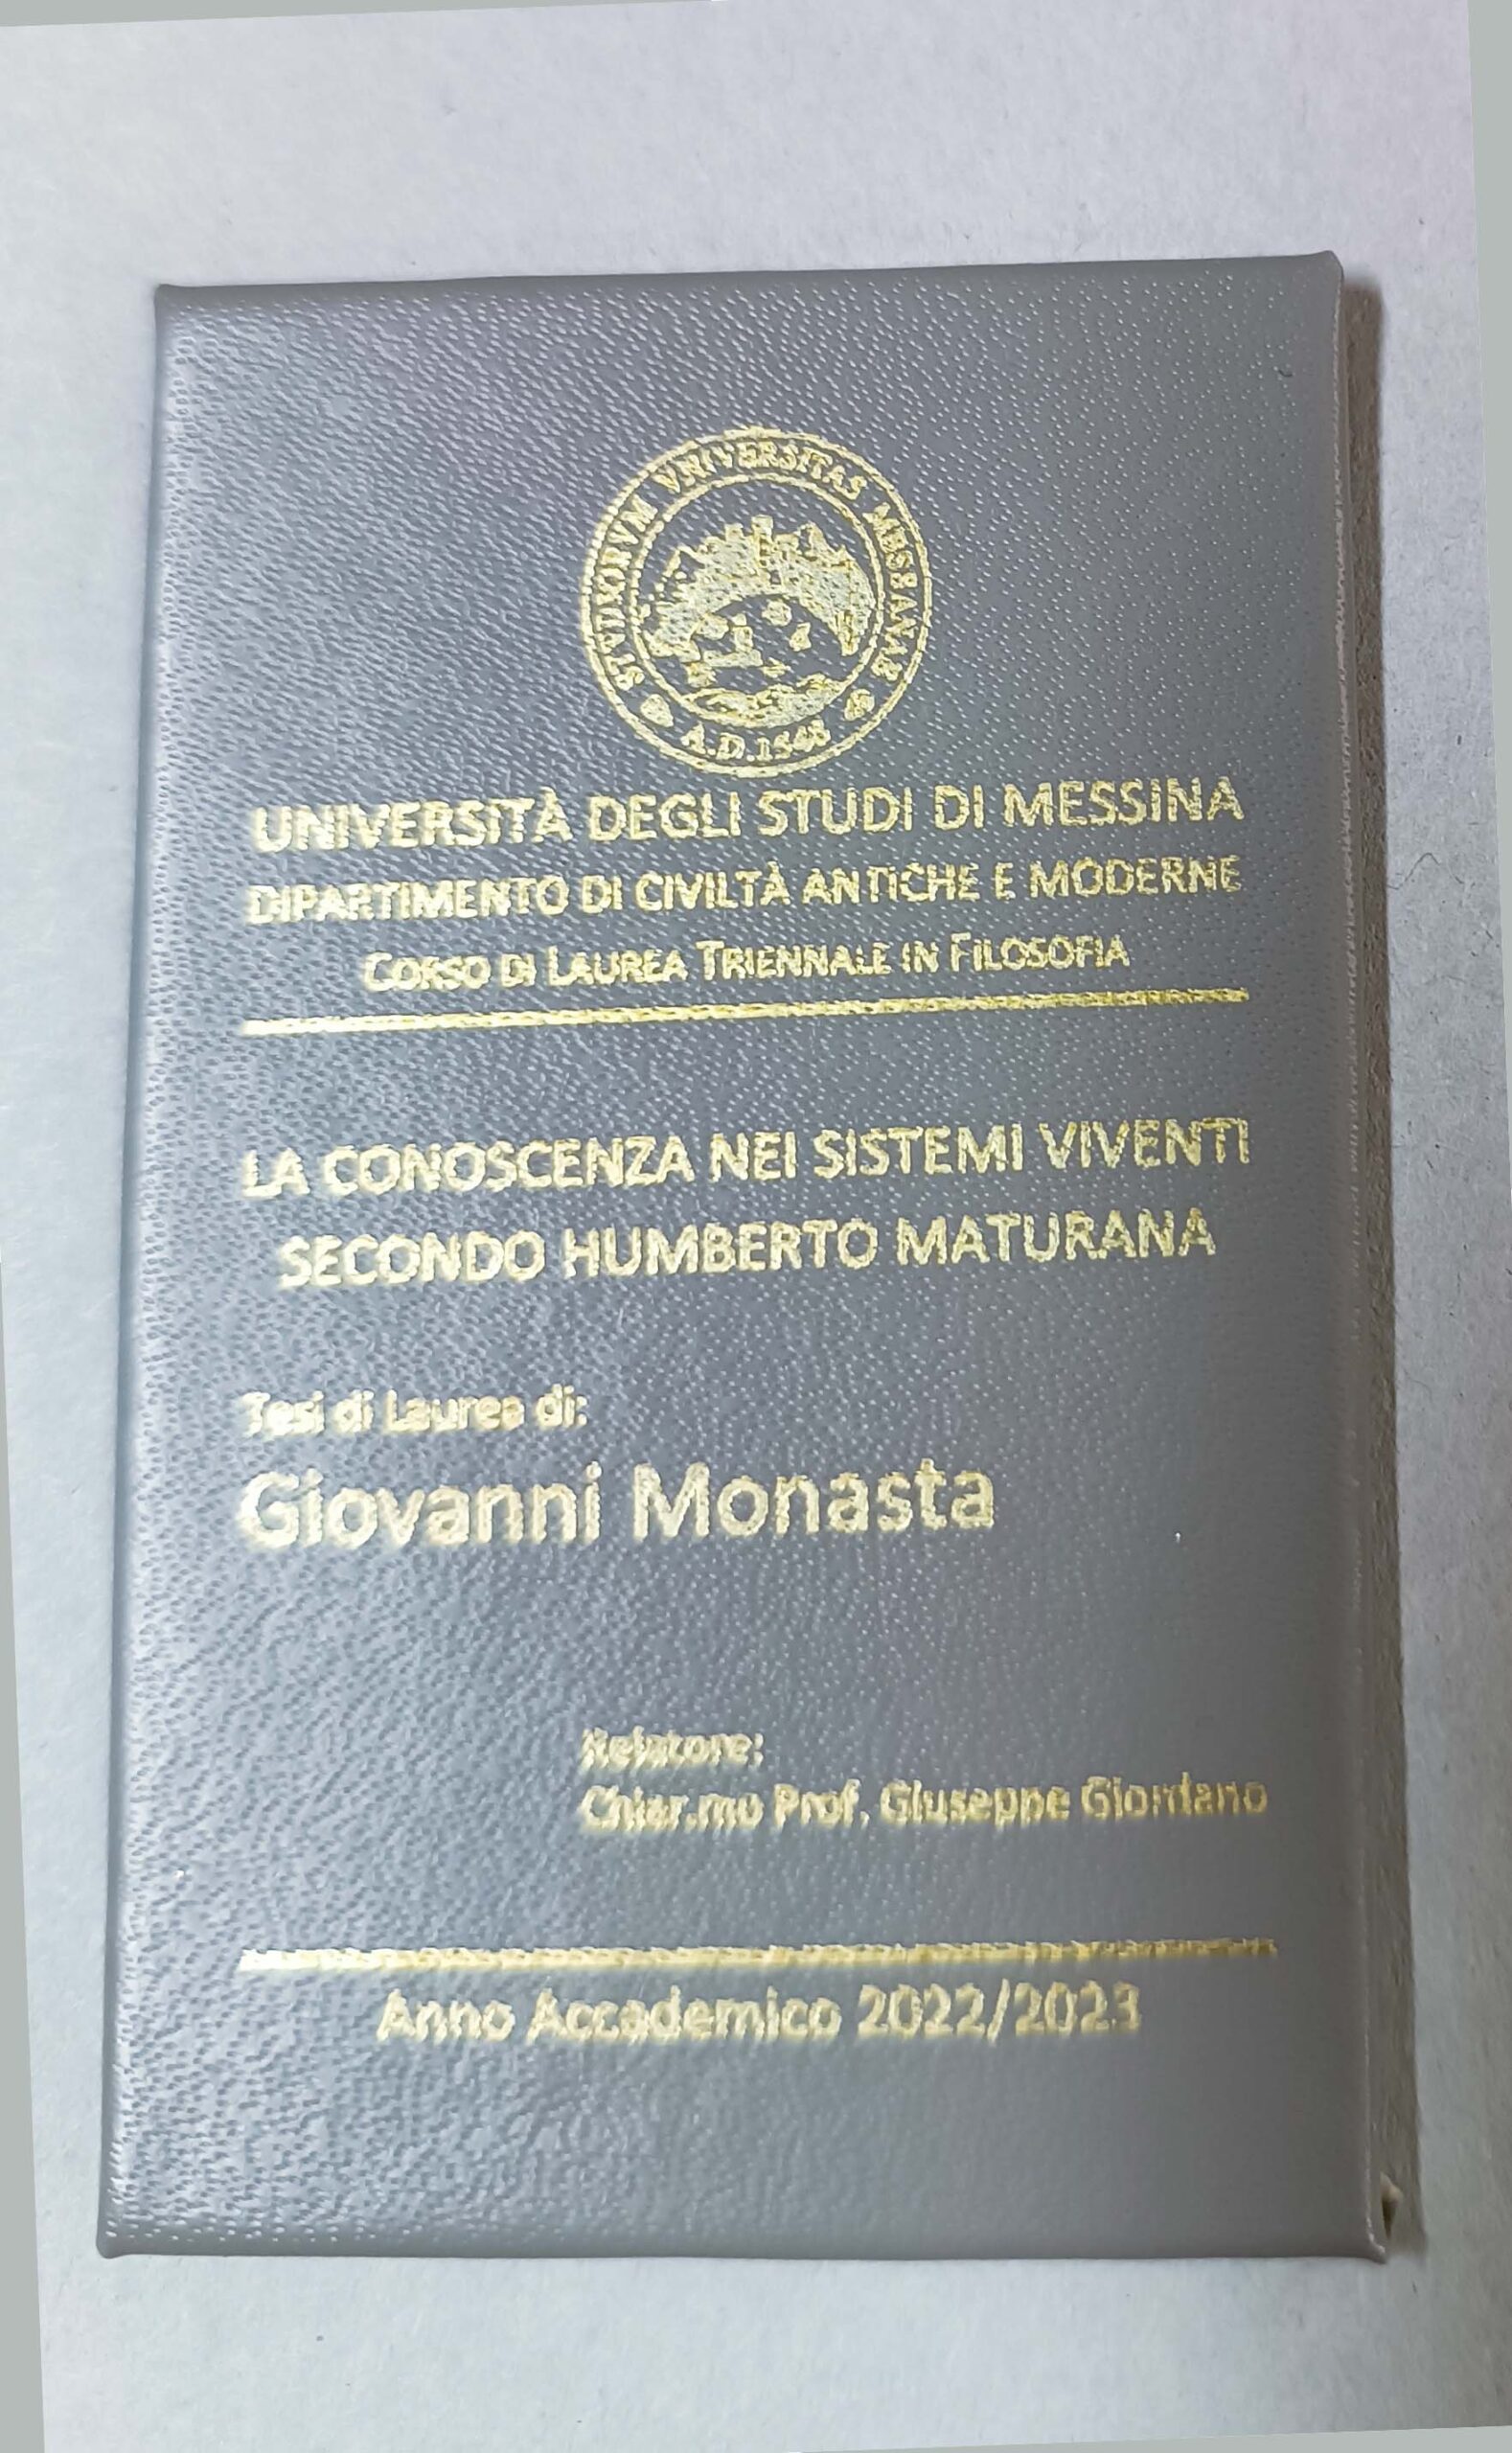 STVDIORVM VNIVERSITAS MESSANAE
A.D.1548
UNIVERSITÀ DEGLI STUDI DI MESSINA
DIPARTIMENTO DI CIVILTÀ ANTICHE E MODERNE
CORSO DI LAUREA TRIENNALE IN FILOSOFIA
LA CONOSCENZA NEI SISTEMI VIVENTI
SECONDO HUMBERTO MATURANA
Tesi di Laurea di:
Giovanni Monasta
Relatore:
Chiar.mo Prof. Giuseppe Giordano
Anno Accademico 2022/2023